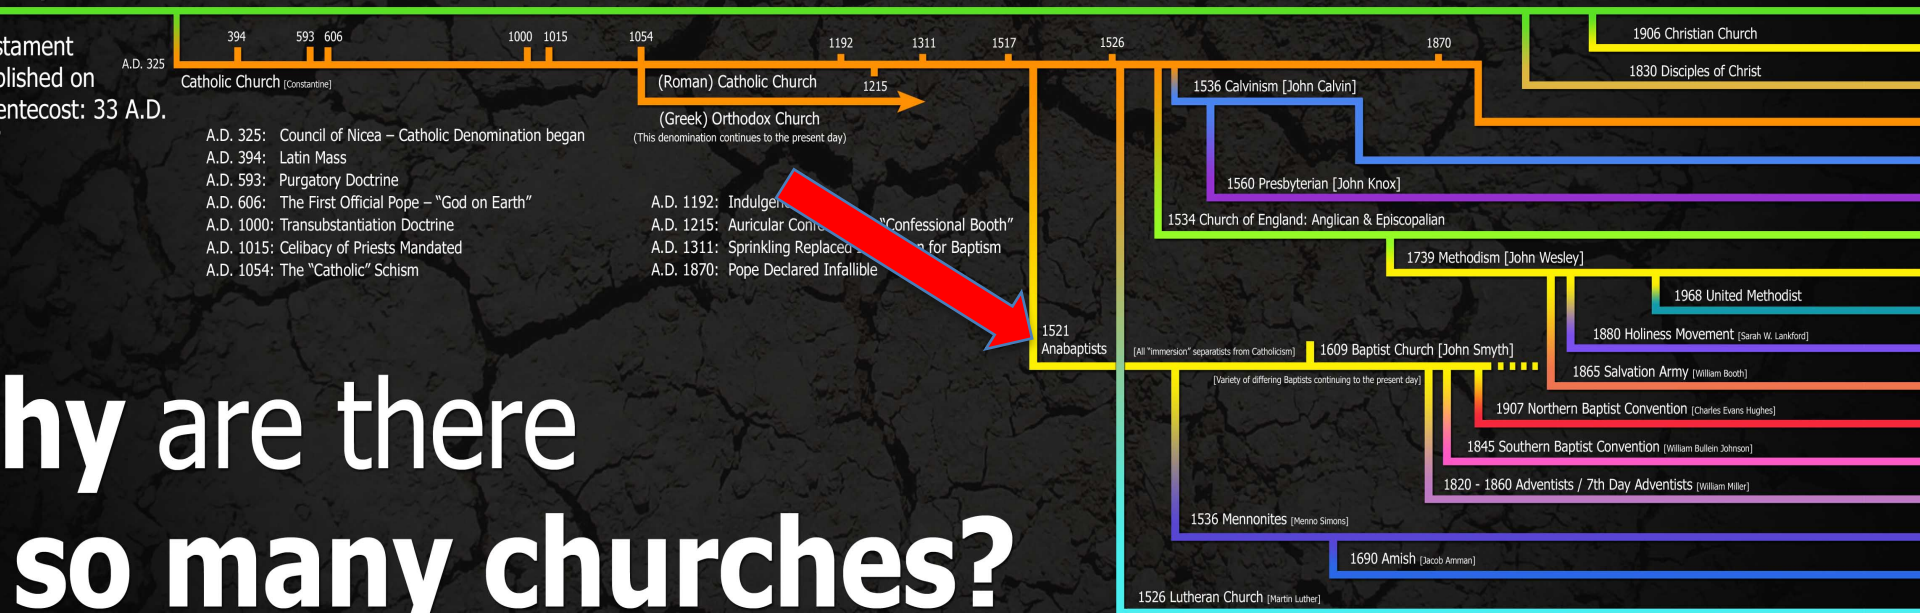 stament
blished on
entecost: 33 A.D.
A.D. 325
394
593
606
1000
1015
1054
1192
1311
1517
1526
1870
1215
Catholic Church [Constantine]
(Roman) Catholic Church
(Greek) Orthodox Church
(This denomination continues to the present day)
A.D. 325: Council of Nicea – Catholic Denomination began
A.D. 394: Latin Mass
A.D. 593: Purgatory Doctrine
A.D. 606: The First Official Pope – "God on Earth"
A.D. 1000: Transubstantiation Doctrine
A.D. 1015: Celibacy of Priests Mandated
A.D. 1054: The "Catholic" Schism
A.D. 1192:
A.D. 1215: Auricular "Confessional Booth"
A.D. 1311: Sprinkling Replaced for Baptism
A.D. 1870: Pope Declared Infallible
1906 Christian Church
1830 Disciples of Christ
1536 Calvinism [John Calvin]
1560 Presbyterian [John Knox]
1534 Church of England: Anglican & Episcopalian
1739 Methodism [John Wesley]
1968 United Methodist
1880 Holiness Movement [Sarah W. Lankford]
1521
Anabaptists
[All "immersion" separatists from Catholicism]
1609 Baptist Church [John Smyth]
[Variety of differing Baptists continuing to the present day]
1865 Salvation Army [William Booth]
1907 Northern Baptist Convention [Charles Evans Hughes]
1845 Southern Baptist Convention [William Bullein Johnson]
1820 - 1860 Adventists / 7th Day Adventists [William Miller]
1536 Mennonites [Menno Simons]
1690 Amish [Jacob Amman]
1526 Lutheran Church [Martin Luther]
hy are there
so many churches?